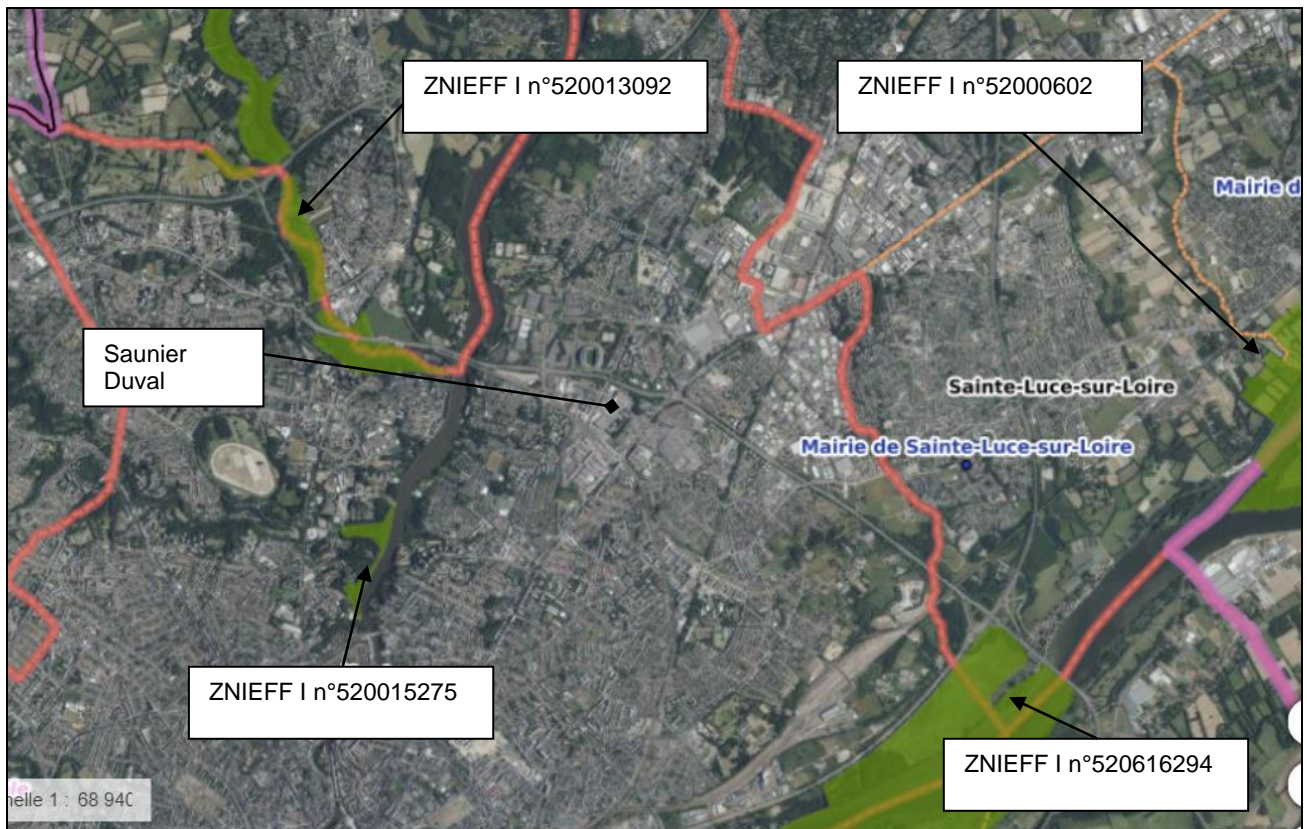 ZNIEFF I n°520013092
ZNIEFF I n°52000602
Mairie d
Saunier
Duval
Sainte-Luce-sur-Loire
Mairie de Sainte-Luce-sur-Loire
ZNIEFF I n°520015275
ZNIEFF I n°520616294
nelle 1 : 68 940